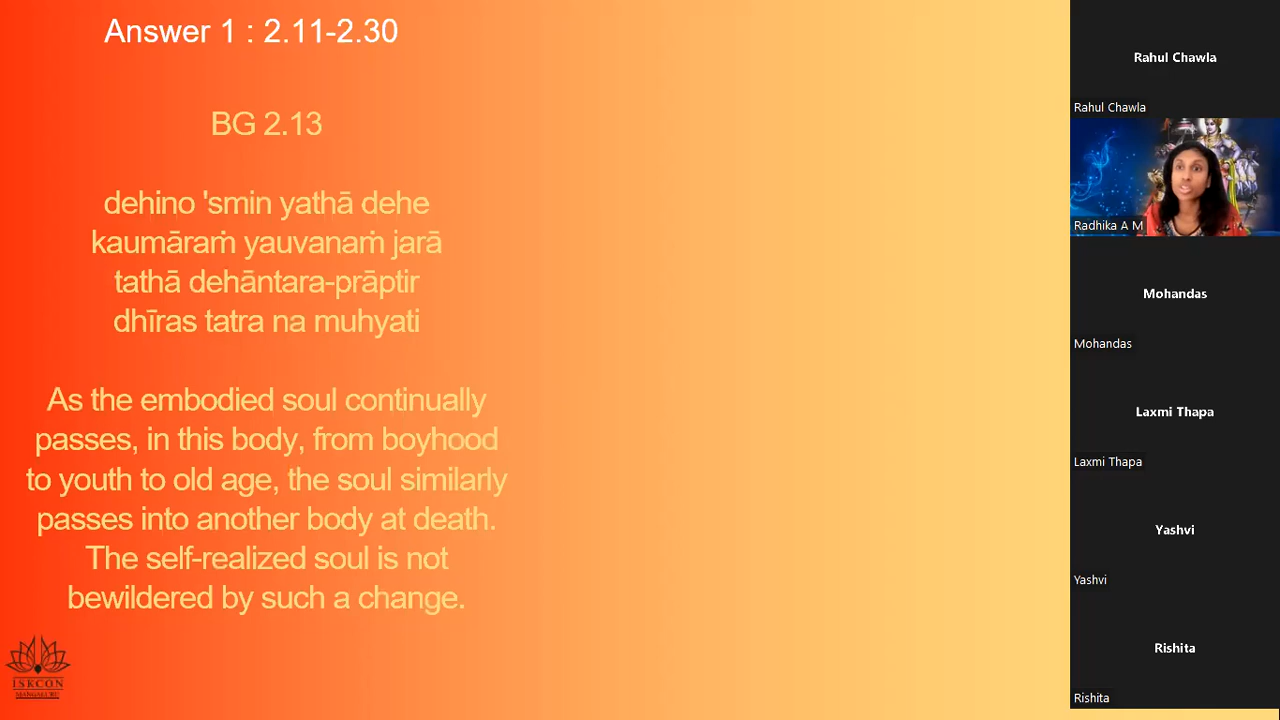 Answer 1 : 2.11-2.30
BG 2.13
dehino 'smin yathā dehe
kaumāraṁ yauvanaṁ jarā
tathā dehāntara-prāptir
dhīras tatra na muhyati
As the embodied soul continually
passes, in this body, from boyhood
to youth to old age, the soul similarly
passes into another body at death.
The self-realized soul is not
bewildered by such a change.
ISKCON
MANGALORE
Rahul Chawla
Rahul Chawla
Radhika A M
Mohandas
Mohandas
Laxmi Thapa
Laxmi Thapa
Yashvi
Yashvi
Rishita
Rishita